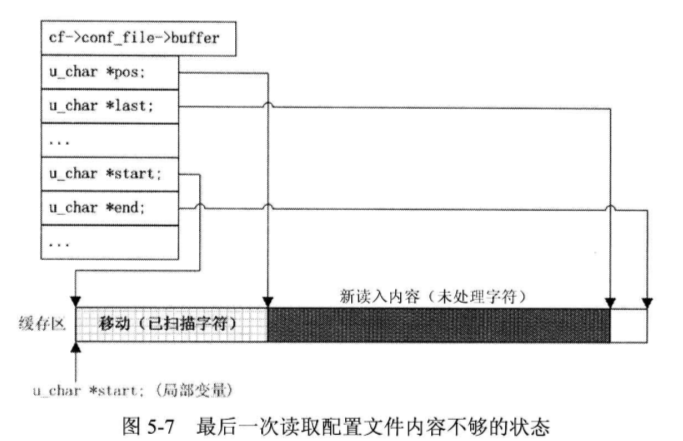 cf->conf_file->buffer
u_char *pos;
u_char *last;
...
u_char *start;
u_char *end;
...
新读入内容（未处理字符）
缓存区
移动（已扫描字符）
u_char *start;（局部变量）
图 5-7 最后一次读取配置文件内容不够的状态